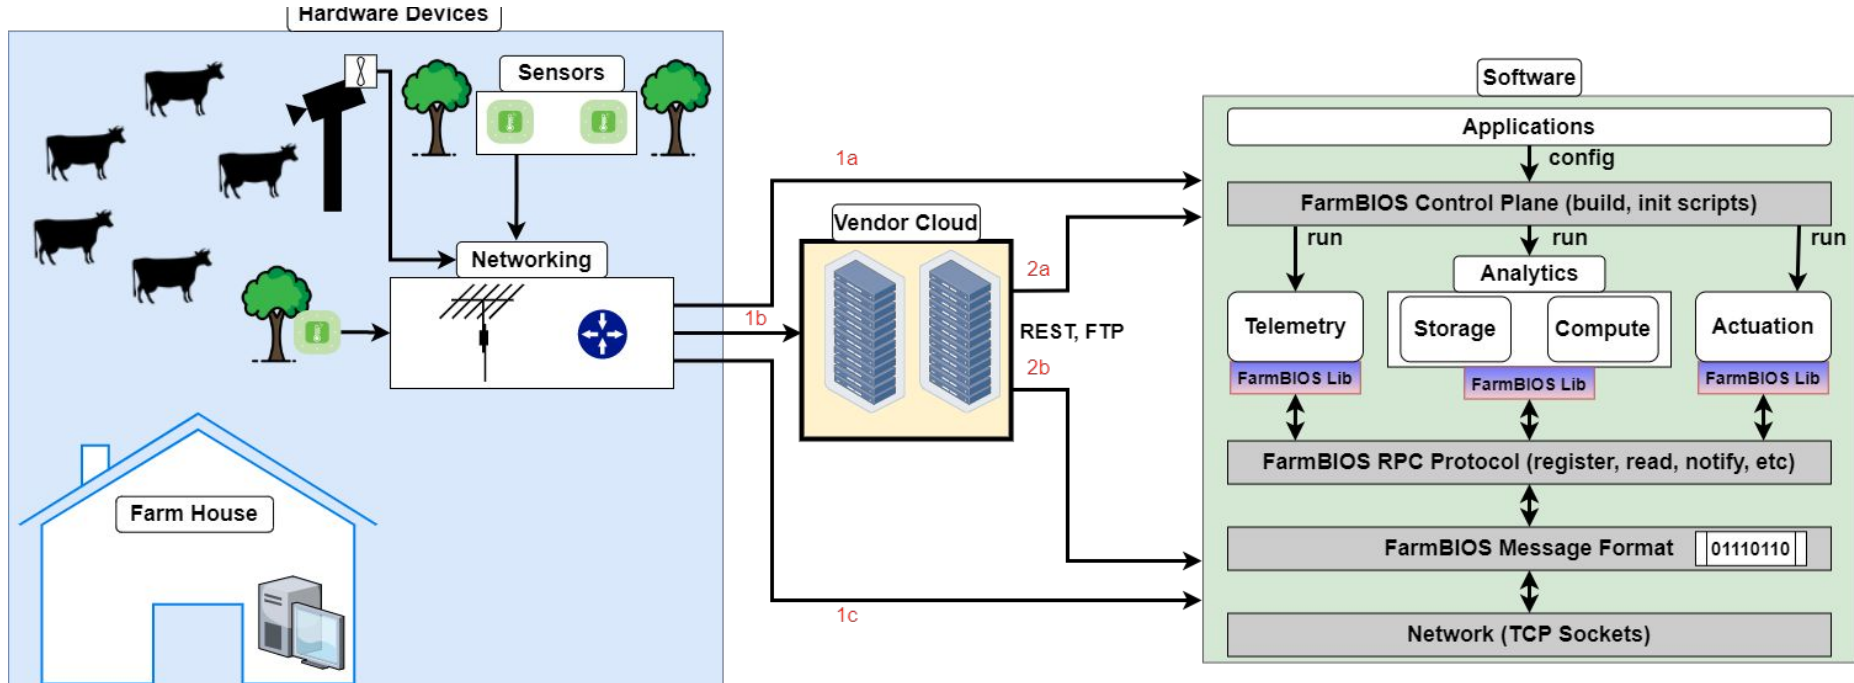 Hardware Devices
Sensors
Networking
Farm House
1a
1b
1c
Vendor Cloud
2a
REST, FTP
2b
Software
Applications
config
FarmBIOS Control Plane (build, init scripts)
run
run
run
Analytics
Telemetry
Storage
Compute
Actuation
FarmBIOS Lib
FarmBIOS Lib
FarmBIOS Lib
FarmBIOS RPC Protocol (register, read, notify, etc)
FarmBIOS Message Format
01110110
Network (TCP Sockets)